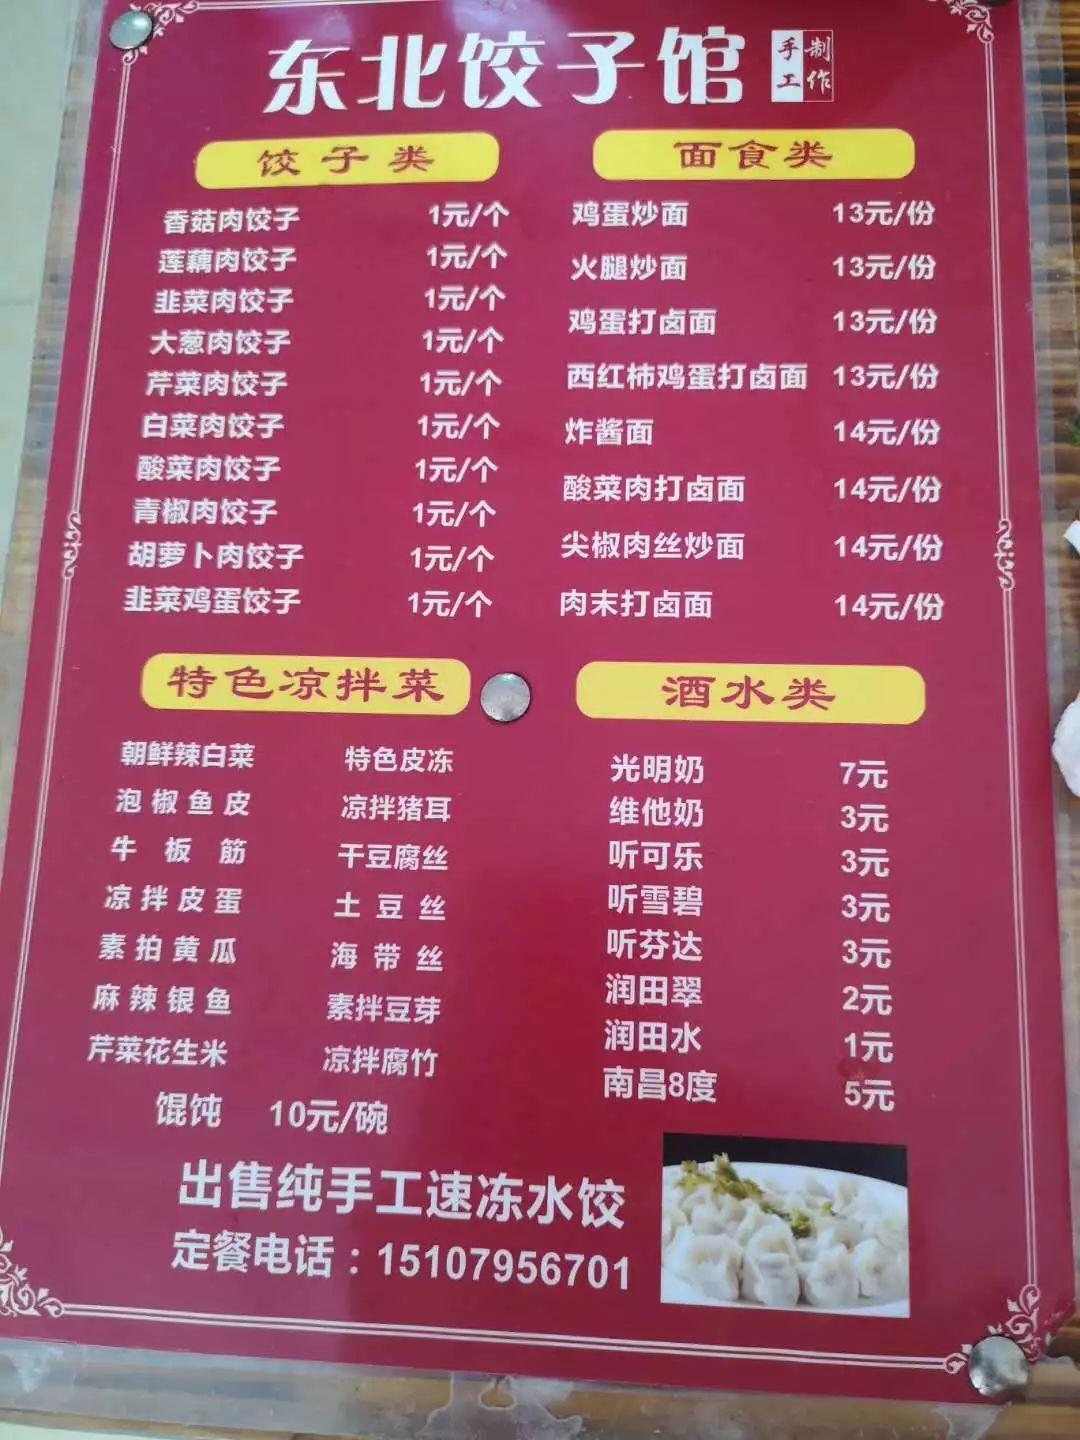 东北饺子馆 手工制作
饺子类
香菇肉饺子 1元/个
莲藕肉饺子 1元/个
韭菜肉饺子 1元/个
大葱肉饺子 1元/个
芹菜肉饺子 1元/个
白菜肉饺子 1元/个
酸菜肉饺子 1元/个
青椒肉饺子 1元/个
胡萝卜肉饺子 1元/个
韭菜鸡蛋饺子 1元/个
面食类
鸡蛋炒面 13元/份
火腿炒面 13元/份
鸡蛋打卤面 13元/份
西红柿鸡蛋打卤面 13元/份
炸酱面 14元/份
酸菜肉打卤面 14元/份
尖椒肉丝炒面 14元/份
肉末打卤面 14元/份
特色凉拌菜
朝鲜辣白菜 特色皮冻
泡椒鱼皮 凉拌猪耳
牛板筋 干豆腐丝
凉拌皮蛋 土豆丝
素拍黄瓜 海带丝
麻辣银鱼 素拌豆芽
芹菜花生米 凉拌腐竹
馄饨 10元/碗
酒水类
光明奶 7元
维他奶 3元
听可乐 3元
听雪碧 3元
听芬达 3元
润田翠 2元
润田水 1元
南昌8度 5元
出售纯手工速冻水饺
定餐电话：15107956701